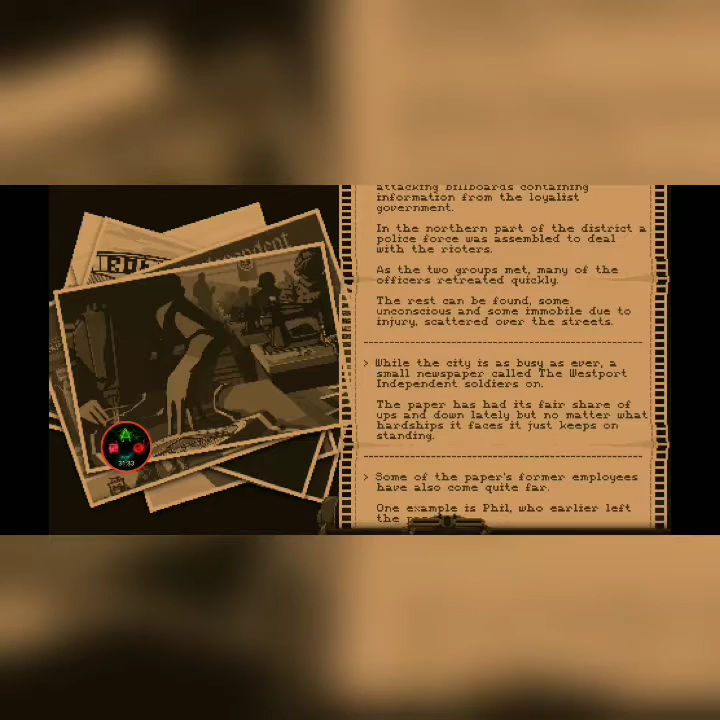 attacking billboards containing
information from the loyalist
government.
In the northern part of the district a
police force was assembled to deal
with the rioters.
As the two groups met, many of the
officers retreated quickly.
The rest can be found, some
unconscious and some immobile due to
injury, scattered over the streets.
> While the city is as busy as ever, a
small newspaper called The Westport
Independent soldiers on.
The paper has had its fair share of
ups and down lately but no matter what
hardships it faces it just keeps on
standing.
> Some of the paper's former employees
have also come quite far.
One example is Phil, who earlier left
the
31:33